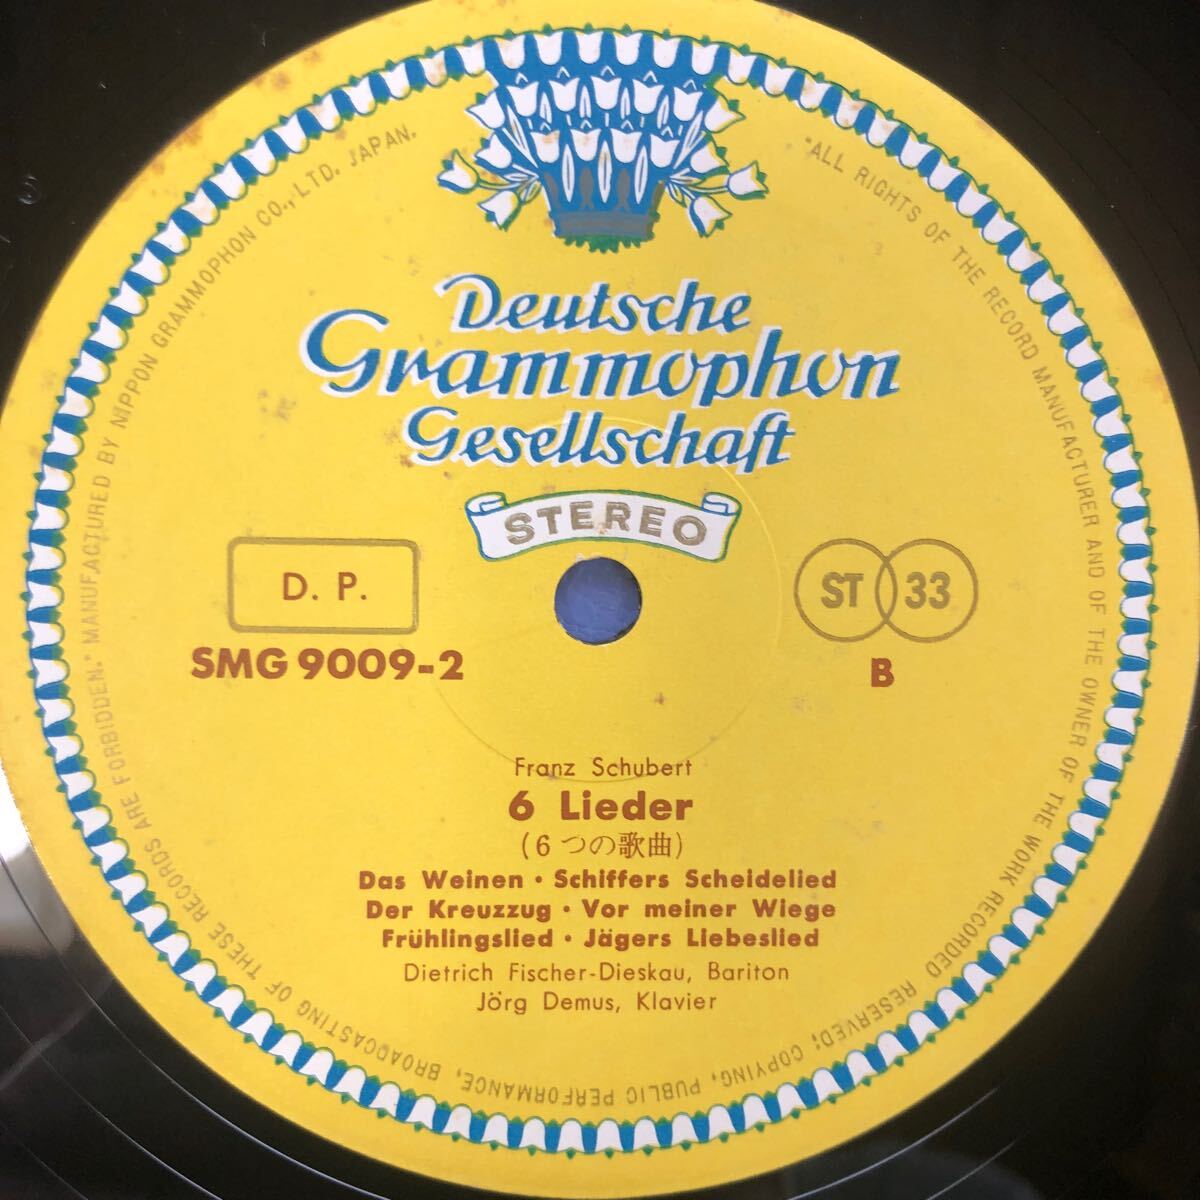 Deutsche
Grammophon
Gesellschaft
STEREO
D. P.
ST 33
SMG 9009-2
B
Franz Schubert
6 Lieder
(6つの歌曲)
Das Weinen · Schiffers Scheidelied
Der Kreuzzug · Vor meiner Wiege
Frühlingslied · Jägers Liebeslied
Dietrich Fischer-Dieskau, Bariton
Jörg Demus, Klavier
"ALL RIGHTS OF THE RECORD MANUFACTURER AND OF THE OWNER OF THE WORK RECORDED RESERVED; COPYING, PUBLIC PERFORMANCE, BROADCASTING OF THESE RECORDS ARE FORBIDDEN." MANUFACTURED BY NIPPON GRAMMOPHON CO., LTD. JAPAN.